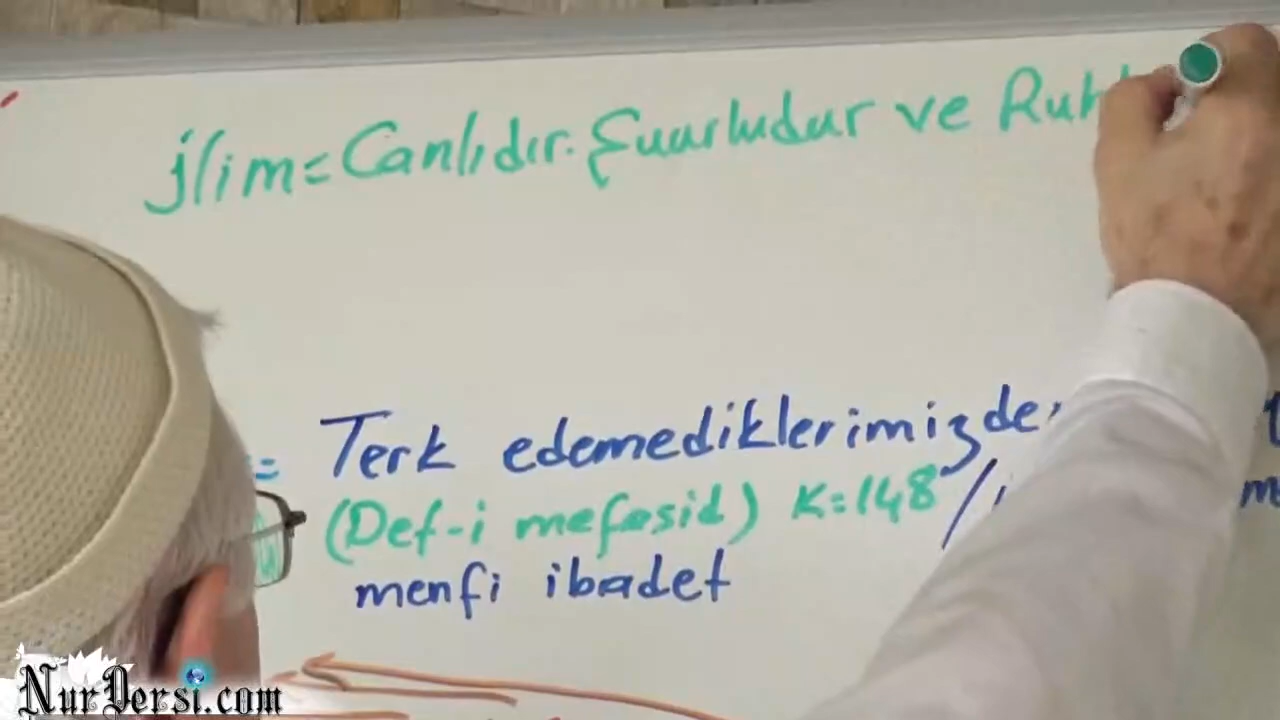 İlim = Canlıdır. Şuurludur ve Ruh
= Terk edemediklerimizde
(Def-i mefasid) K=148 /
menfi ibadet
NurDersi.com